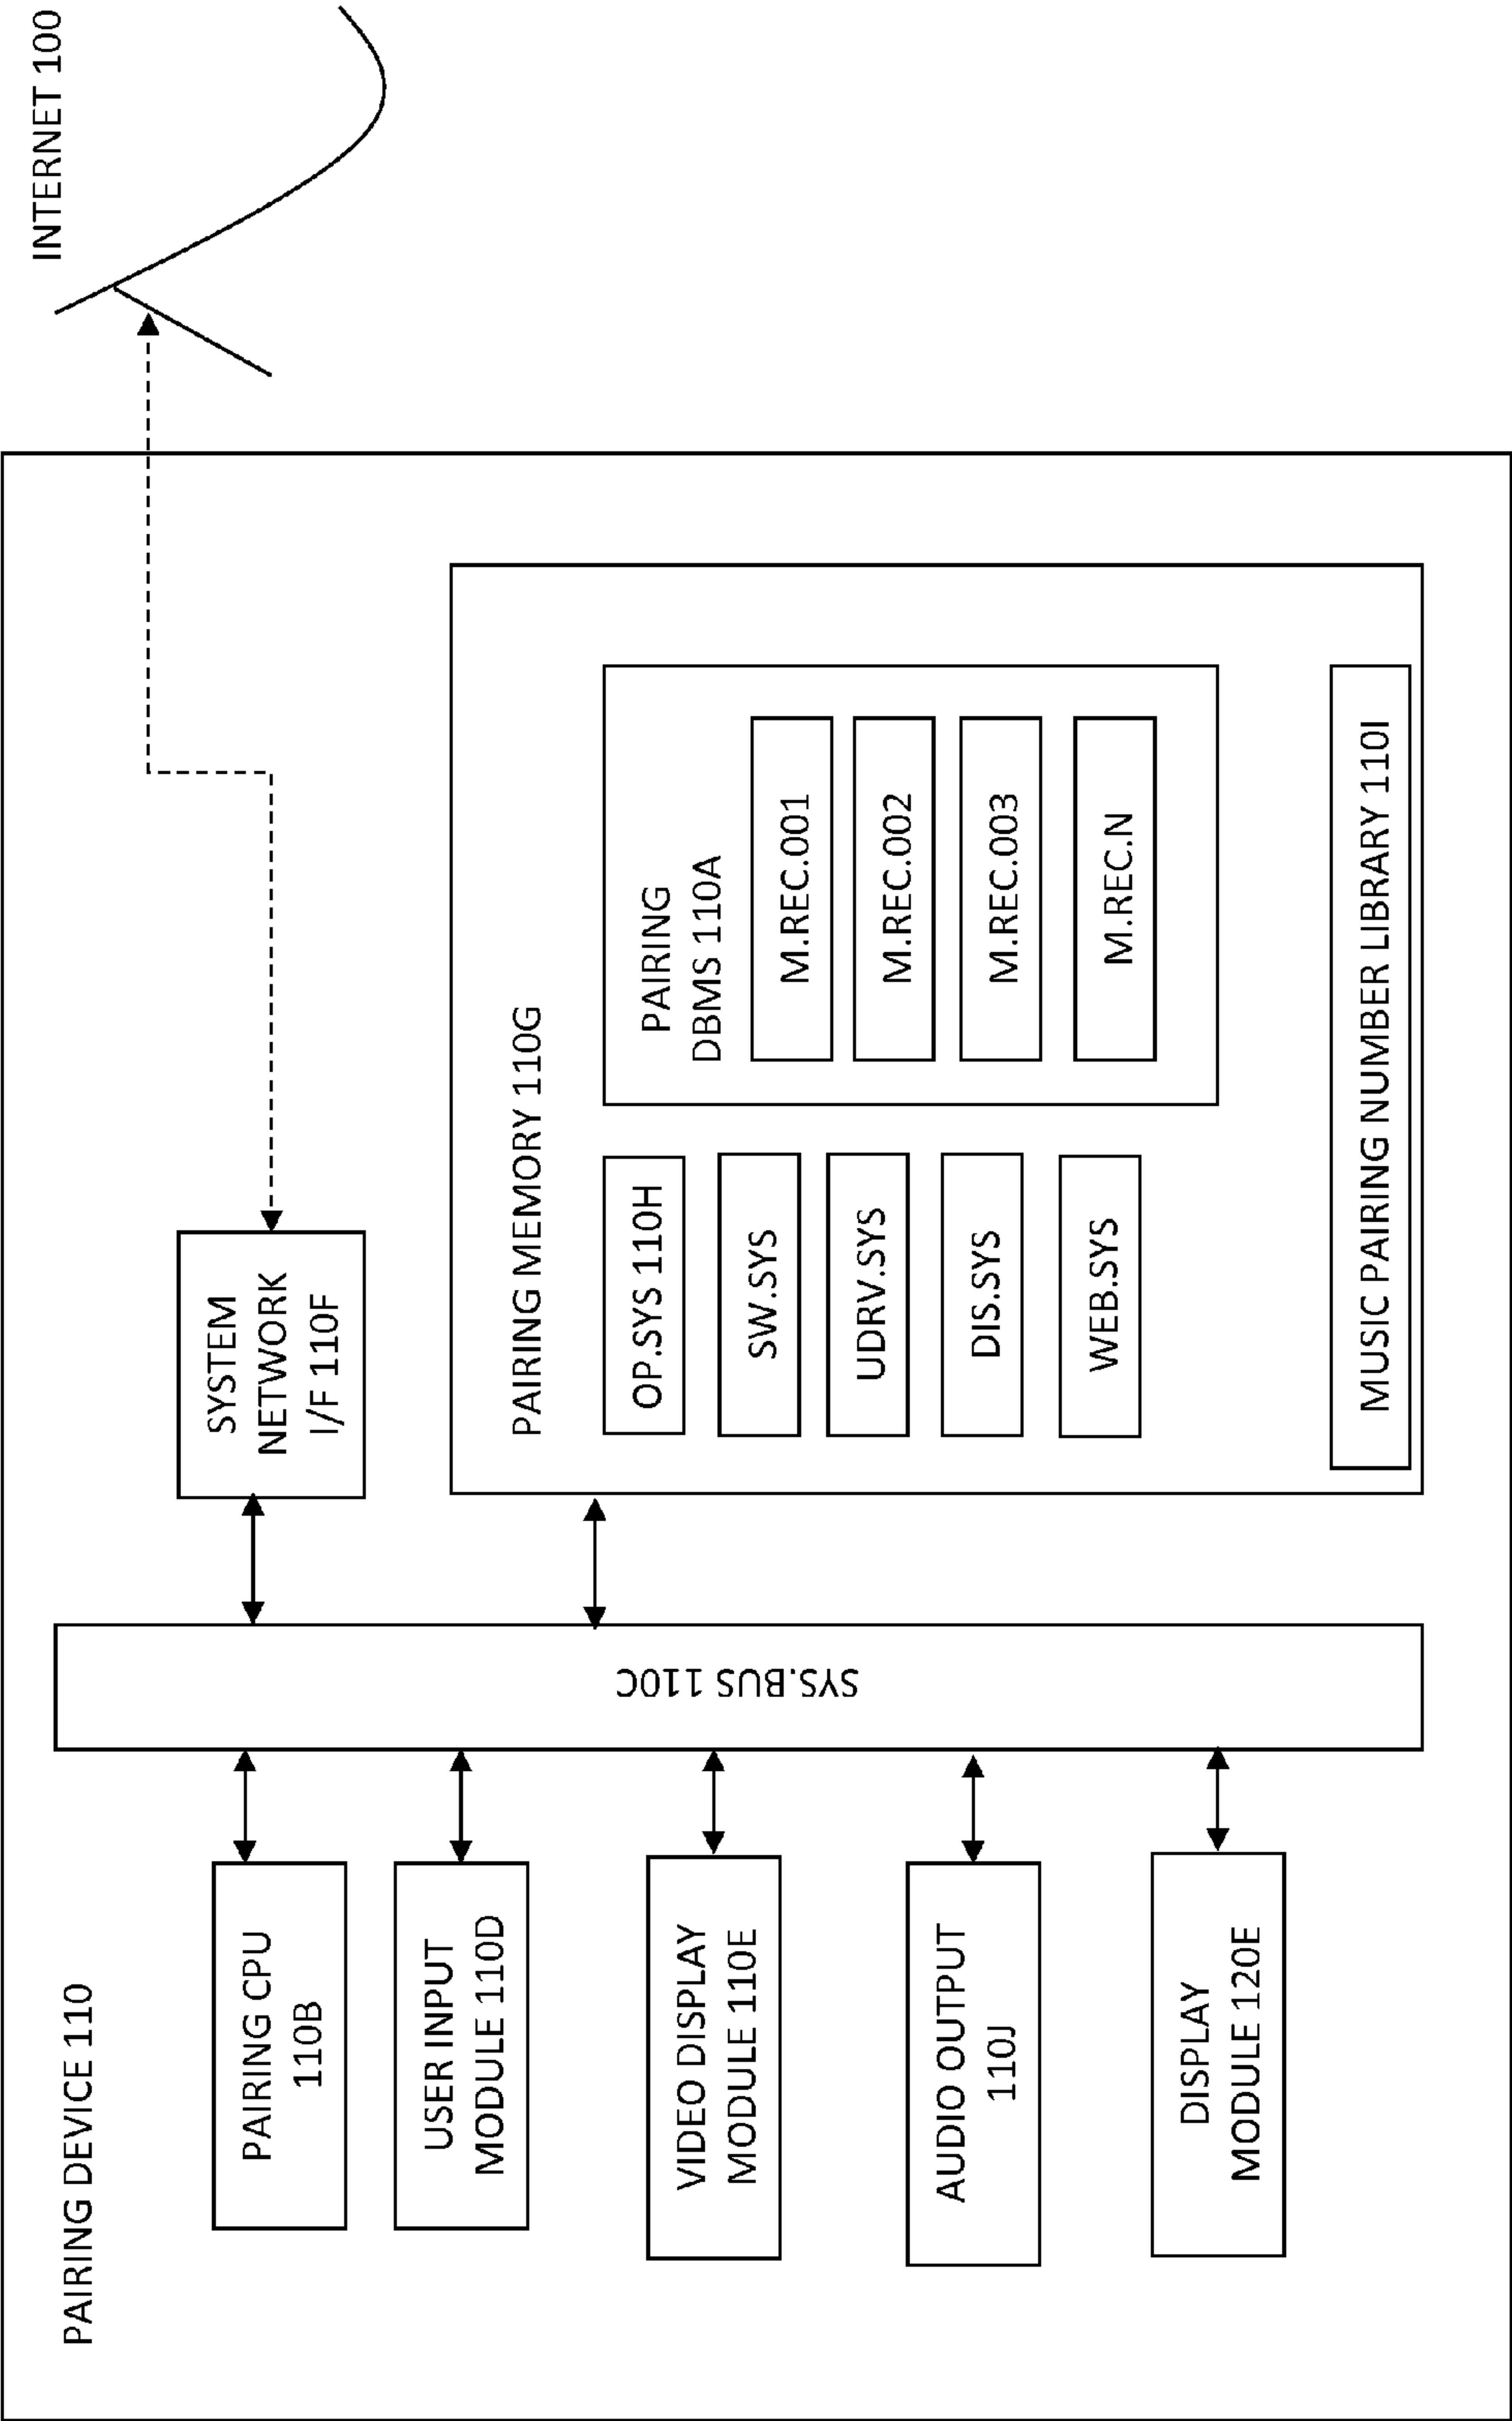 PAIRING DEVICE 110
INTERNET 100
PAIRING CPU
110B
USER INPUT
MODULE 110D
VIDEO DISPLAY
MODULE 110E
AUDIO OUTPUT
110J
DISPLAY
MODULE 120E
SYS.BUS 110C
SYSTEM
NETWORK
I/F 110F
PAIRING MEMORY 110G
OP.SYS 110H
SW.SYS
UDRV.SYS
DIS.SYS
WEB.SYS
PAIRING
DBMS 110A
M.REC.001
M.REC.002
M.REC.003
M.REC.N
MUSIC PAIRING NUMBER LIBRARY 110I